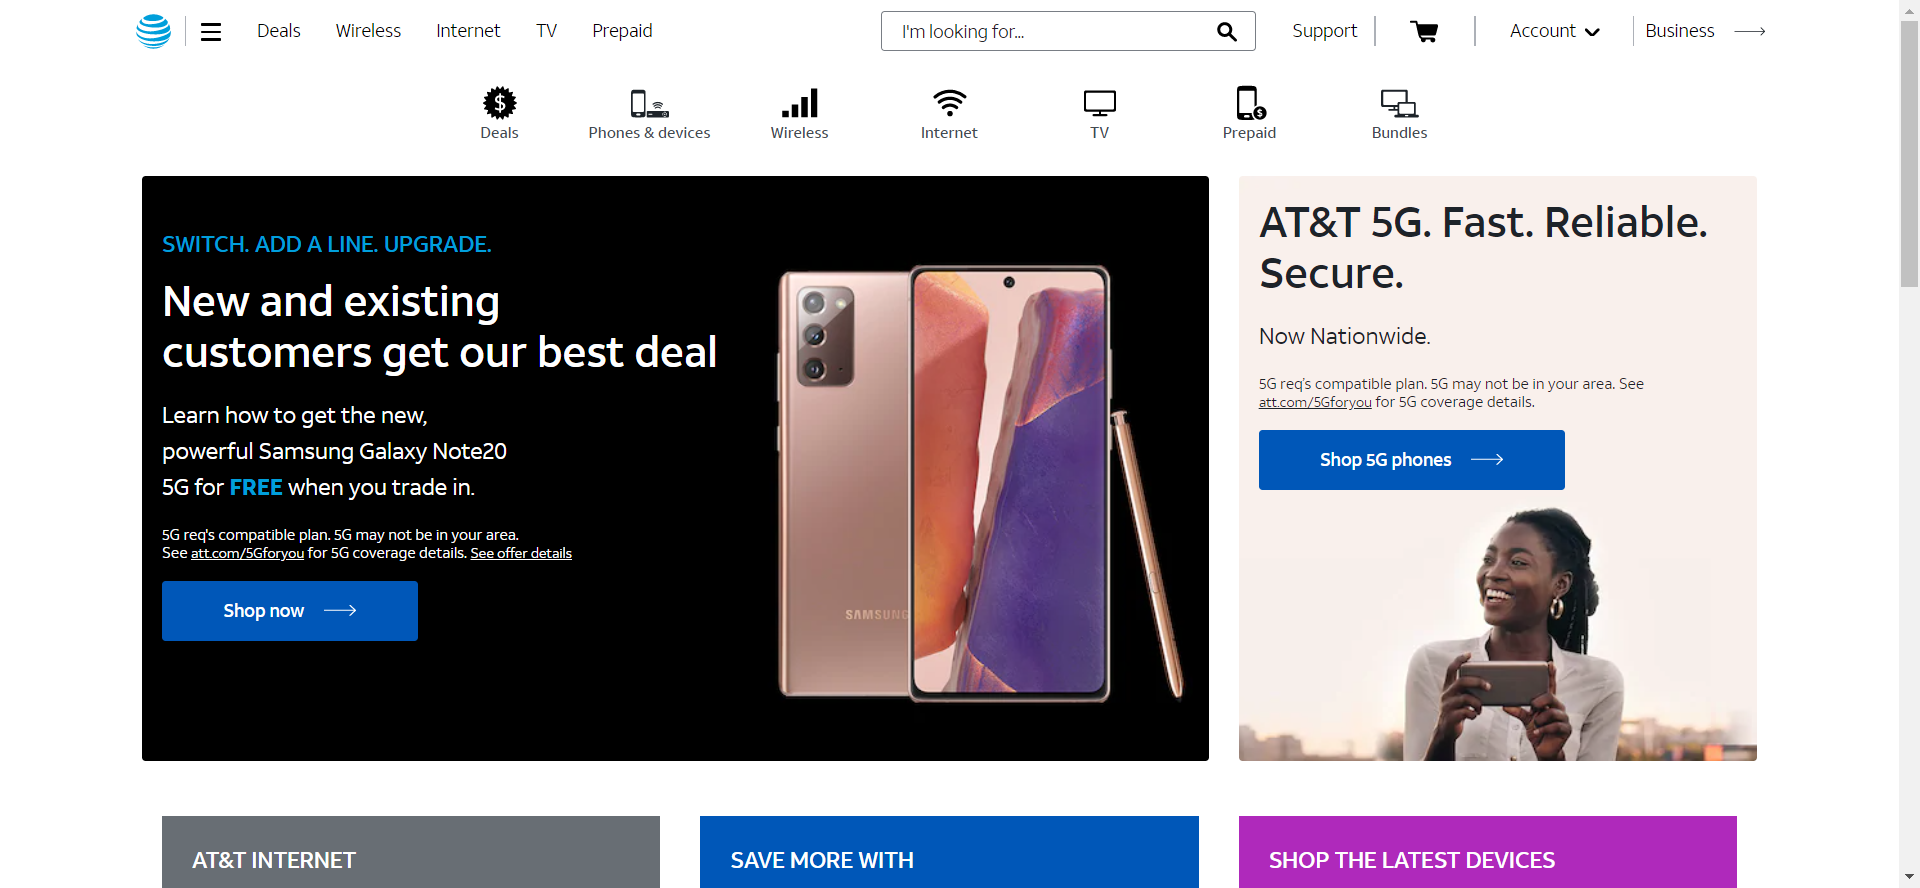 Deals Wireless Internet TV Prepaid I'm looking for... Support Account Business
Deals Phones & devices Wireless Internet TV Prepaid Bundles
SWITCH. ADD A LINE. UPGRADE.
New and existing
customers get our best deal
Learn how to get the new,
powerful Samsung Galaxy Note20
5G for FREE when you trade in.
5G req's compatible plan. 5G may not be in your area.
See att.com/5Gforyou for 5G coverage details. See offer details
Shop now
SAMSUNG
AT&T 5G. Fast. Reliable.
Secure.
Now Nationwide.
5G req's compatible plan. 5G may not be in your area. See
att.com/5Gforyou for 5G coverage details.
Shop 5G phones
AT&T INTERNET
SAVE MORE WITH
SHOP THE LATEST DEVICES